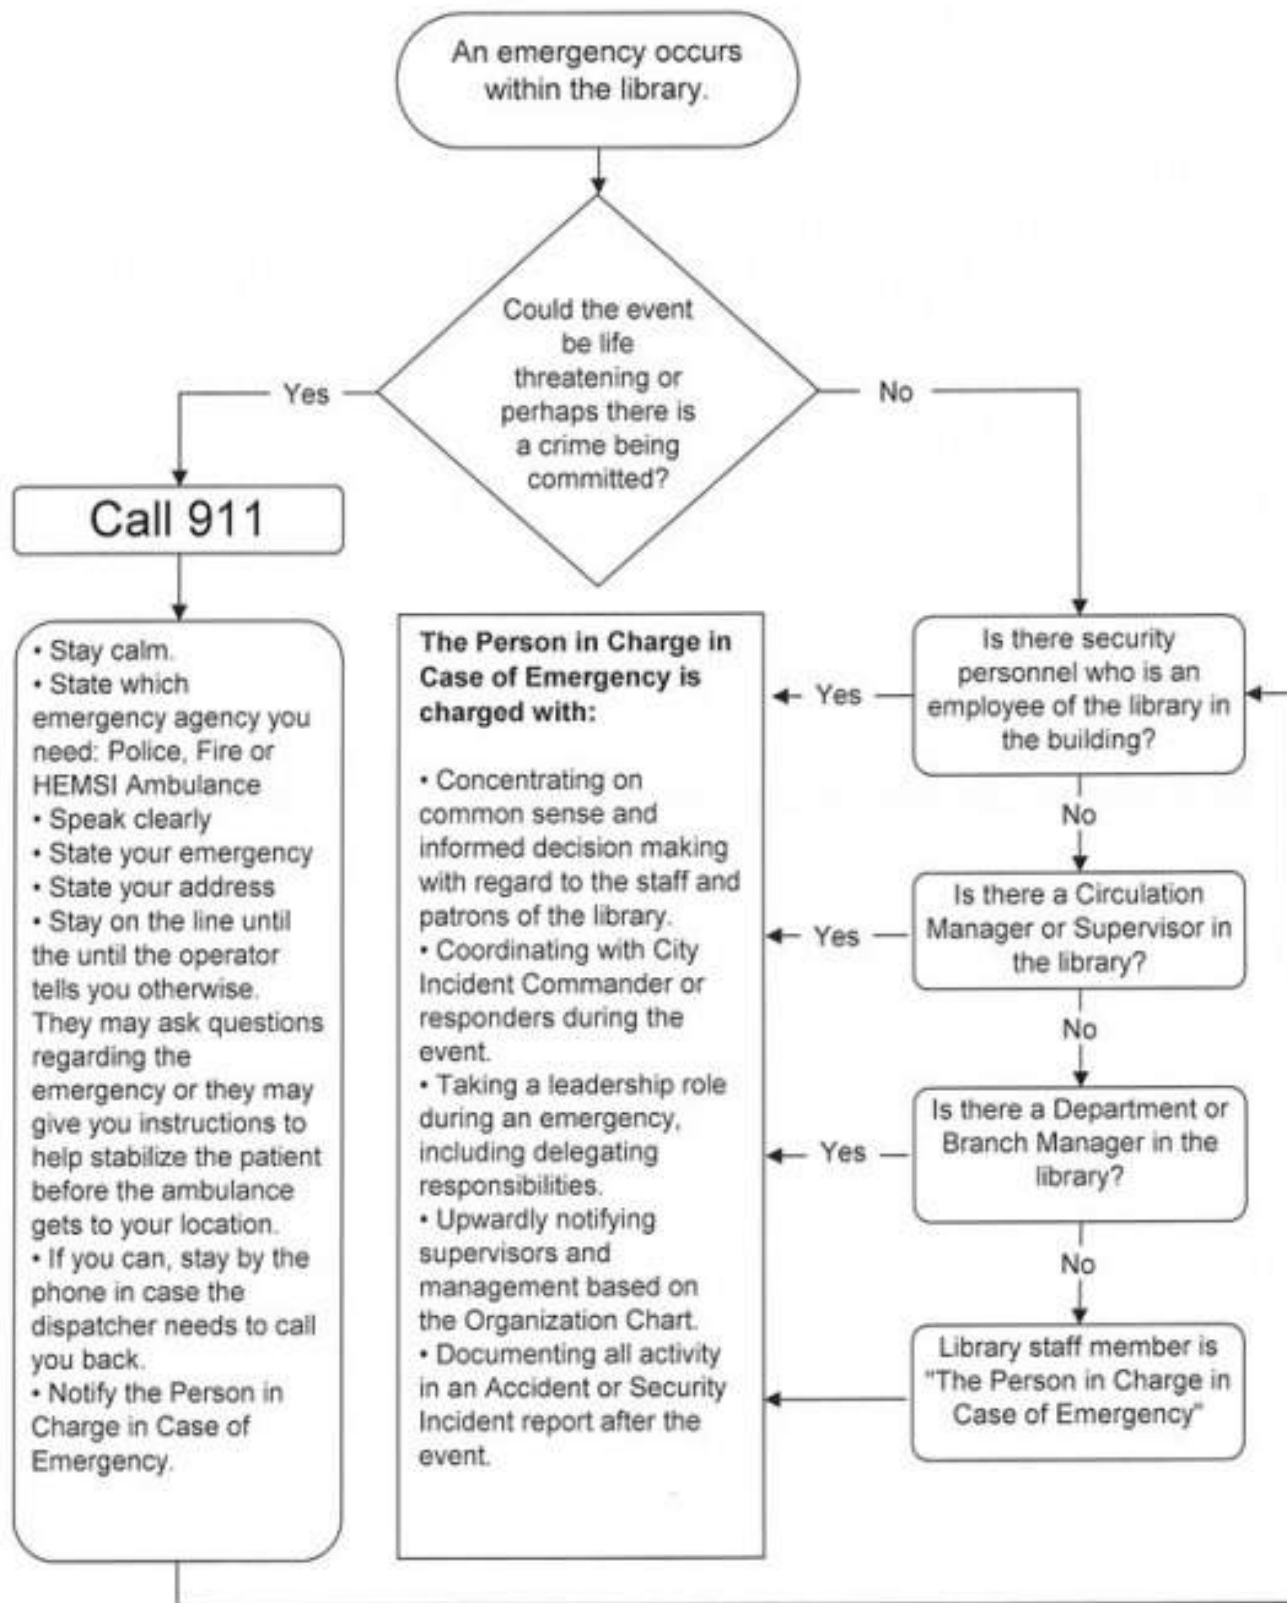 An emergency occurs
within the library.
Could the event
be life
threatening or
perhaps there is
a crime being
committed?
Yes
No
Call 911
• Stay calm.
• State which
emergency agency you
need: Police, Fire or
HEMSI Ambulance
• Speak clearly
• State your emergency
• State your address
• Stay on the line until
the until the operator
tells you otherwise.
They may ask questions
regarding the
emergency or they may
give you instructions to
help stabilize the patient
before the ambulance
gets to your location.
• If you can, stay by the
phone in case the
dispatcher needs to call
you back.
• Notify the Person in
Charge in Case of
Emergency.
The Person in Charge in
Case of Emergency is
charged with:
• Concentrating on
common sense and
informed decision making
with regard to the staff and
patrons of the library.
• Coordinating with City
Incident Commander or
responders during the
event.
• Taking a leadership role
during an emergency,
including delegating
responsibilities.
• Upwardly notifying
supervisors and
management based on
the Organization Chart.
• Documenting all activity
in an Accident or Security
Incident report after the
event.
Is there security
personnel who is an
employee of the library in
the building?
Yes
No
Is there a Circulation
Manager or Supervisor in
the library?
Yes
No
Is there a Department or
Branch Manager in the
library?
Yes
No
Library staff member is
"The Person in Charge in
Case of Emergency"